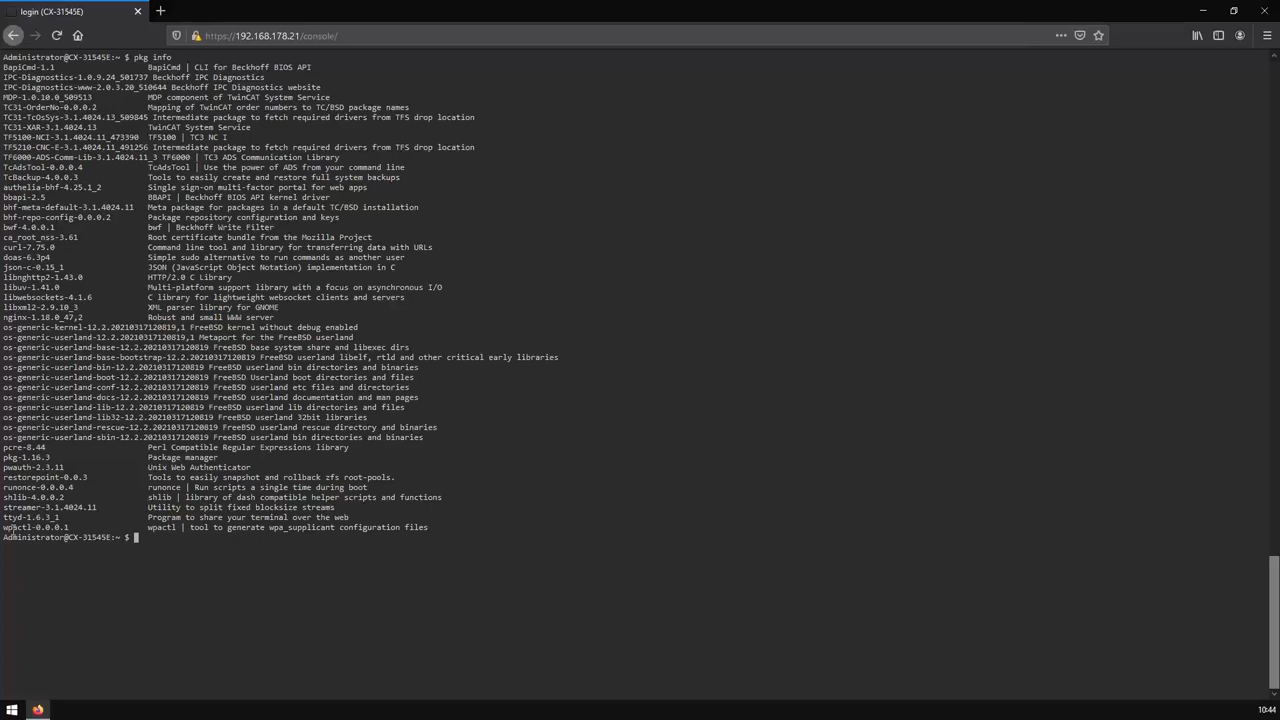 login (CX-31545E)
https://192.168.178.21/console/
Administrator@CX-31545E:~ $ pkg info
BapiCmd-1.1 BapiCmd | CLI for Beckhoff BIOS API
IPC-Diagnostics-1.0.9.24_501737 Beckhoff IPC Diagnostics
IPC-Diagnostics-www-2.0.3.20_510644 Beckhoff IPC Diagnostics website
MDP-1.0.10.0_509513 MDP component of TwinCAT System Service
TC31-OrderNo-0.0.0.2 Mapping of TwinCAT order numbers to TC/BSD package names
TC31-TcOsSys-3.1.4024.13_509845 Intermediate package to fetch required drivers from TFS drop location
TC31-XAR-3.1.4024.13 TwinCAT System Service
TF5100-NCI-3.1.4024.11_473390 TF5100 | TC3 NC I
TF5210-CNC-E-3.1.4024.11_491256 Intermediate package to fetch required drivers from TFS drop location
TF6000-ADS-Comm-Lib-3.1.4024.11_3 TF6000 | TC3 ADS Communication Library
TcAdsTool-0.0.0.4 TcAdsTool | Use the power of ADS from your command line
TcBackup-4.0.0.3 Tools to easily create and restore full system backups
authelia-bhf-4.25.1_2 Single sign-on multi-factor portal for web apps
bbapi-2.5 BBAPI | Beckhoff BIOS API kernel driver
bhf-meta-default-3.1.4024.11 Meta package for packages in a default TC/BSD installation
bhf-repo-config-0.0.0.2 Package repository configuration and keys
bwf-4.0.0.1 bwf | Beckhoff Write Filter
ca_root_nss-3.61 Root certificate bundle from the Mozilla Project
curl-7.75.0 Command line tool and library for transferring data with URLs
doas-6.3p4 Simple sudo alternative to run commands as another user
json-c-0.15_1 JSON (JavaScript Object Notation) implementation in C
libnghttp2-1.43.0 HTTP/2.0 C Library
libuv-1.41.0 Multi-platform support library with a focus on asynchronous I/O
libwebsockets-4.1.6 C library for lightweight websocket clients and servers
libxml2-2.9.10_3 XML parser library for GNOME
nginx-1.18.0_47,2 Robust and small WWW server
os-generic-kernel-12.2.20210317120819,1 FreeBSD kernel without debug enabled
os-generic-userland-12.2.20210317120819,1 Metaport for the FreeBSD userland
os-generic-userland-base-12.2.20210317120819 FreeBSD base system share and libexec dirs
os-generic-userland-base-bootstrap-12.2.20210317120819 FreeBSD userland libelf, rtld and other critical early libraries
os-generic-userland-bin-12.2.20210317120819 FreeBSD userland bin directories and binaries
os-generic-userland-boot-12.2.20210317120819 FreeBSD Userland boot directories and files
os-generic-userland-conf-12.2.20210317120819 FreeBSD userland etc files and directories
os-generic-userland-docs-12.2.20210317120819 FreeBSD userland documentation and man pages
os-generic-userland-lib-12.2.20210317120819 FreeBSD userland lib directories and files
os-generic-userland-lib32-12.2.20210317120819 FreeBSD userland 32bit libraries
os-generic-userland-rescue-12.2.20210317120819 FreeBSD userland rescue directory and binaries
os-generic-userland-sbin-12.2.20210317120819 FreeBSD userland bin directories and binaries
pcre-8.44 Perl Compatible Regular Expressions library
pkg-1.16.3 Package manager
pwauth-2.3.11 Unix Web Authenticator
restorepoint-0.0.3 Tools to easily snapshot and rollback zfs root-pools.
runonce-0.0.0.4 runonce | Run scripts a single time during boot
shlib-4.0.0.2 shlib | library of dash compatible helper scripts and functions
streamer-3.1.4024.11 Utility to split fixed blocksize streams
ttyd-1.6.3_1 Program to share your terminal over the web
wpactl-0.0.0.1 wpactl | tool to generate wpa_supplicant configuration files
Administrator@CX-31545E:~ $
10:44